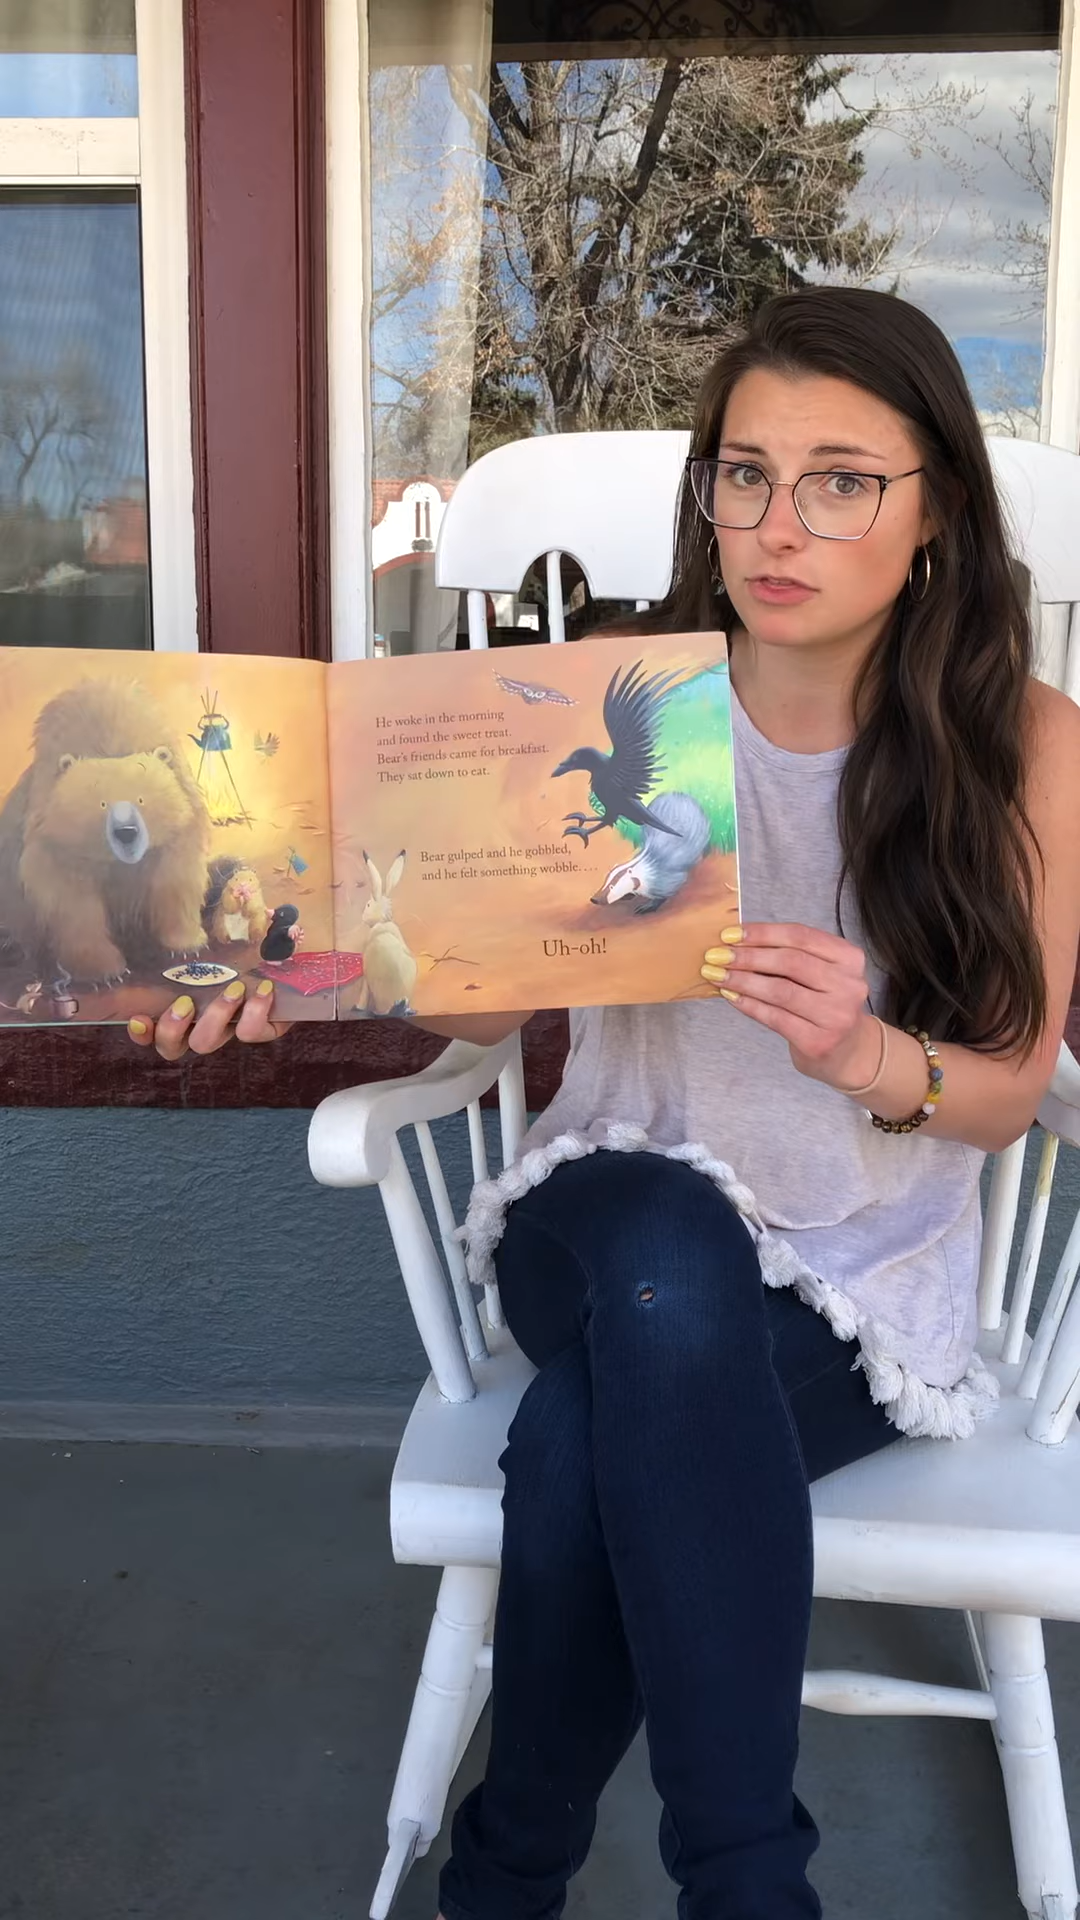 He woke in the morning
and found the sweet treat.
Bear's friends came for breakfast.
They sat down to eat.
Bear gulped and he gobbled,
and he felt something wobble....
Uh-oh!